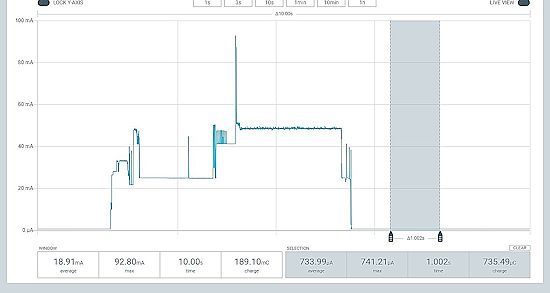 LOCK Y-AXIS
1s 3s 10s 1min 10min 1h
LIVE VIEW
Δ10.00s
100 mA
80 mA
60 mA
40 mA
20 mA
0 µA
Δ1.002s
WINDOW
SELECTION
CLEAR
18.91mA average
92.80mA max
10.00s time
189.10mC charge
733.99µA average
741.21µA max
1.002s time
735.49µC charge